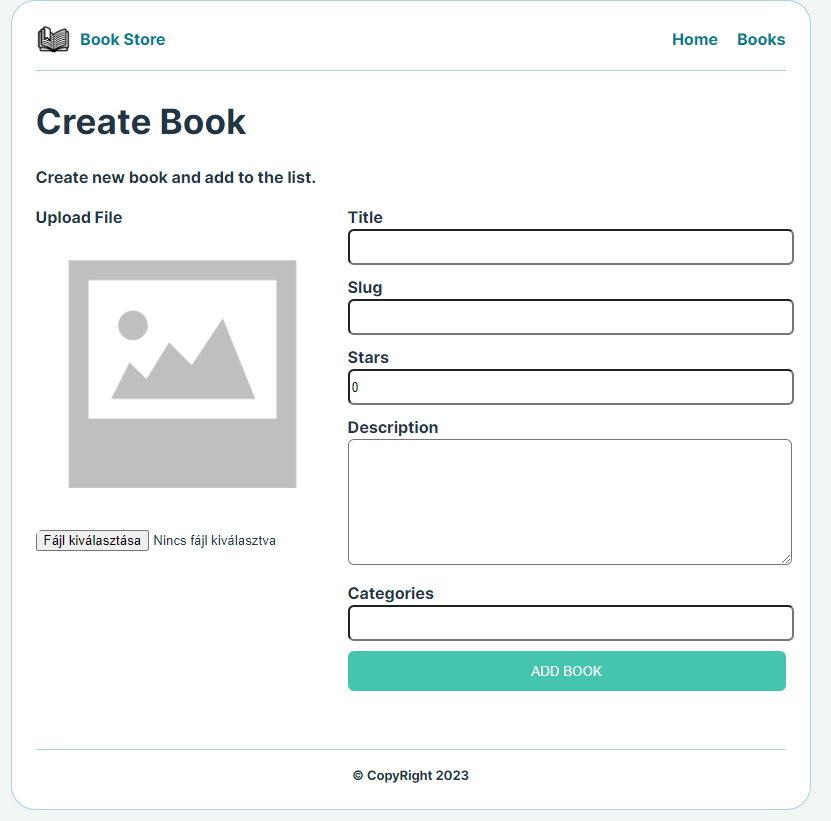 Book Store
Home Books
Create Book
Create new book and add to the list.
Upload File
Fájl kiválasztása Nincs fájl kiválasztva
Title
Slug
Stars
0
Description
Categories
ADD BOOK
© CopyRight 2023